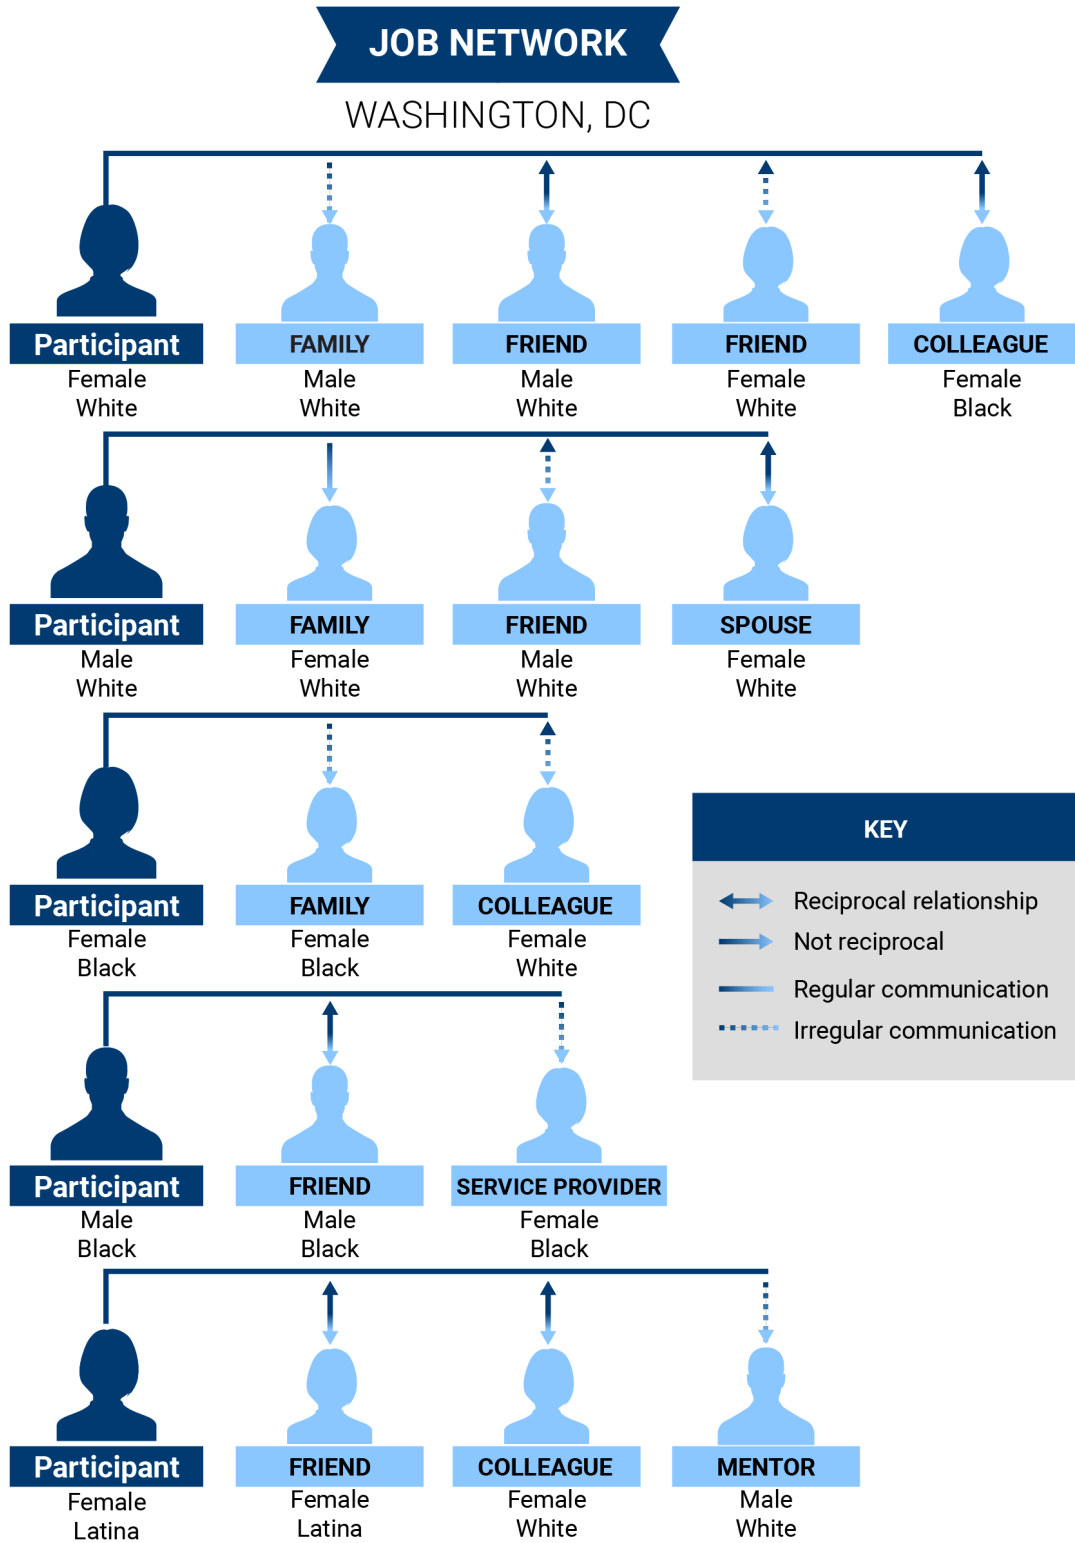 JOB NETWORK
WASHINGTON, DC
Participant
Female
White
FAMILY
Male
White
FRIEND
Male
White
FRIEND
Female
White
COLLEAGUE
Female
Black
Participant
Male
White
FAMILY
Female
White
FRIEND
Male
White
SPOUSE
Female
White
Participant
Female
Black
FAMILY
Female
Black
COLLEAGUE
Female
White
KEY
Reciprocal relationship
Not reciprocal
Regular communication
Irregular communication
Participant
Male
Black
FRIEND
Male
Black
SERVICE PROVIDER
Female
Black
Participant
Female
Latina
FRIEND
Female
Latina
COLLEAGUE
Female
White
MENTOR
Male
White